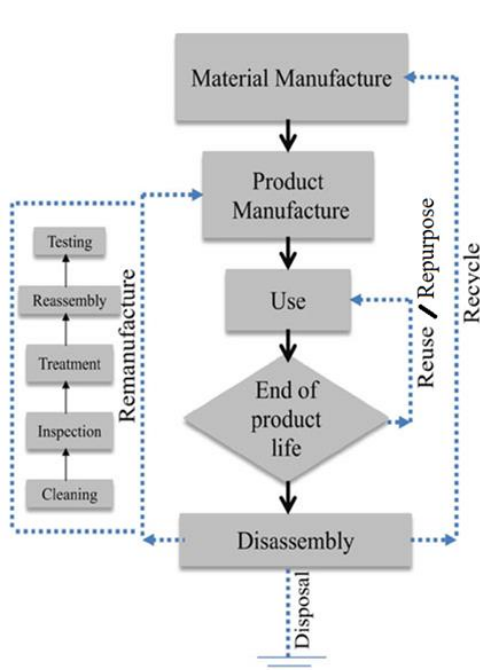 Material Manufacture
Product
Manufacture
Use
End of
product
life
Disassembly
Testing
Reassembly
Treatment
Inspection
Cleaning
Remanufacture
Reuse / Repurpose
Recycle
Disposal